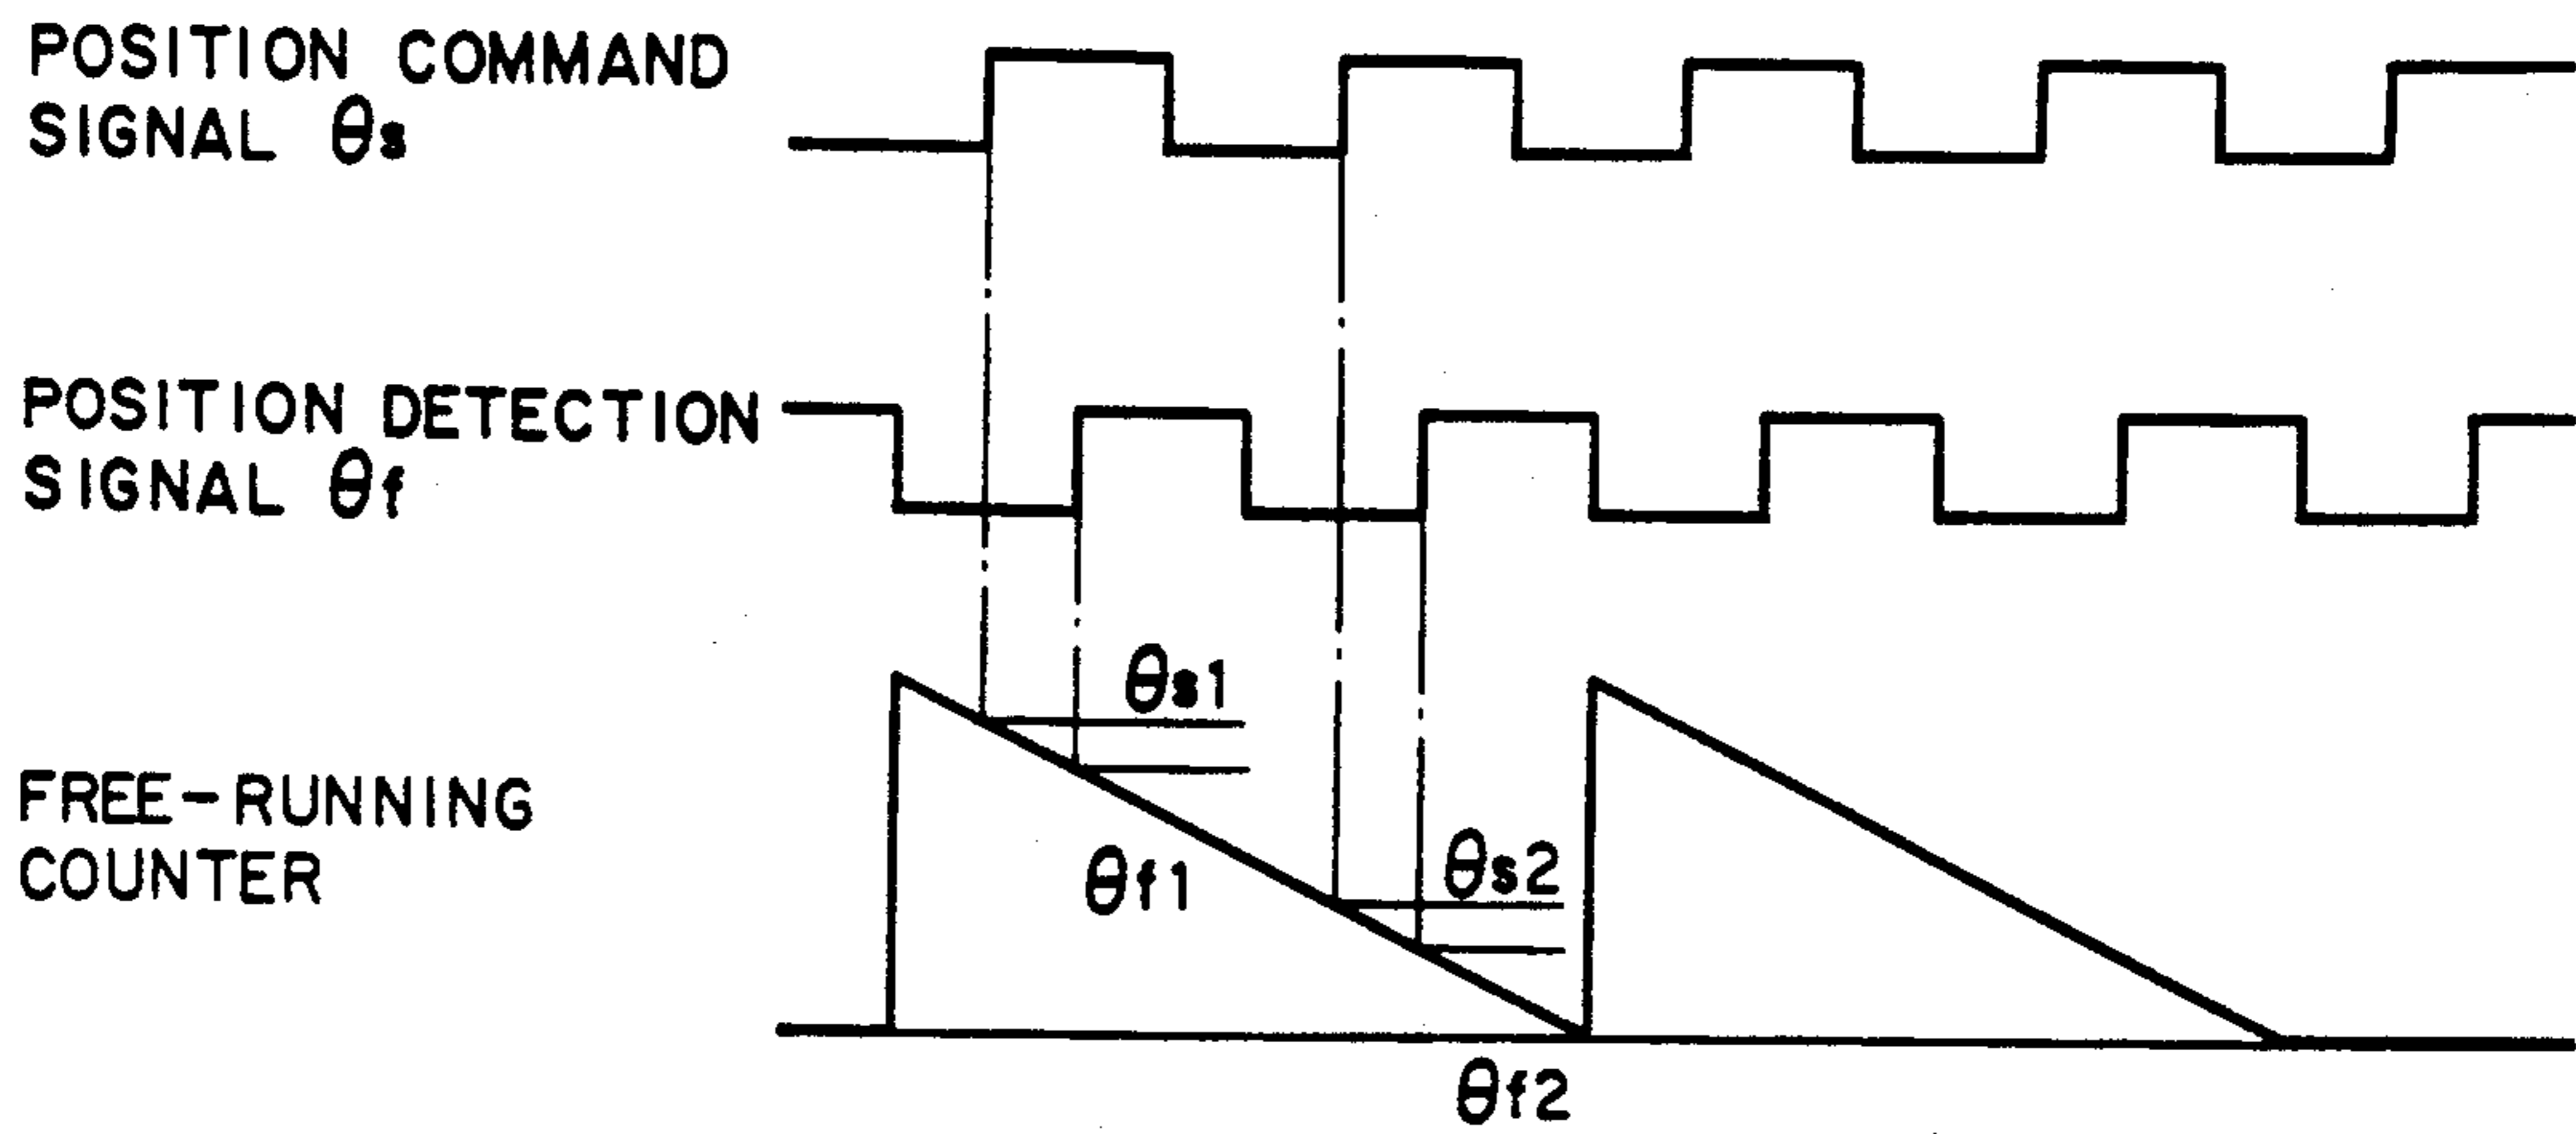 POSITION COMMAND
SIGNAL θs
POSITION DETECTION
SIGNAL θf
θs1
FREE-RUNNING
COUNTER
θf1
θs2
θf2